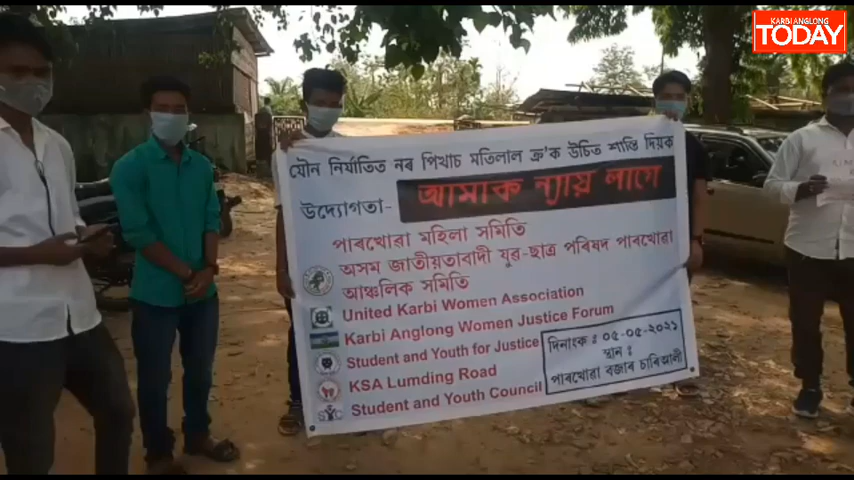 KARBI ANGLONG
TODAY
যৌন নিৰ্যাতিত নৰ পিখাচ মতিলাল ক্ৰ'ক উচিত শাস্তি দিয়ক
আমাক ন্যায় লাগে
উদ্যোগতা-
পাৰখোৱা মহিলা সমিতি
অসম জাতীয়তাবাদী যুৱ-ছাত্ৰ পৰিষদ পাৰখোৱা
আঞ্চলিক সমিতি
United Karbi Women Association
Karbi Anglong Women Justice Forum
Student and Youth for Justice
KSA Lumding Road
Student and Youth Council
দিনাংক : ০৫-০৫-২০২১
স্থান :
পাৰখোৱা বজাৰ চাৰিআলী